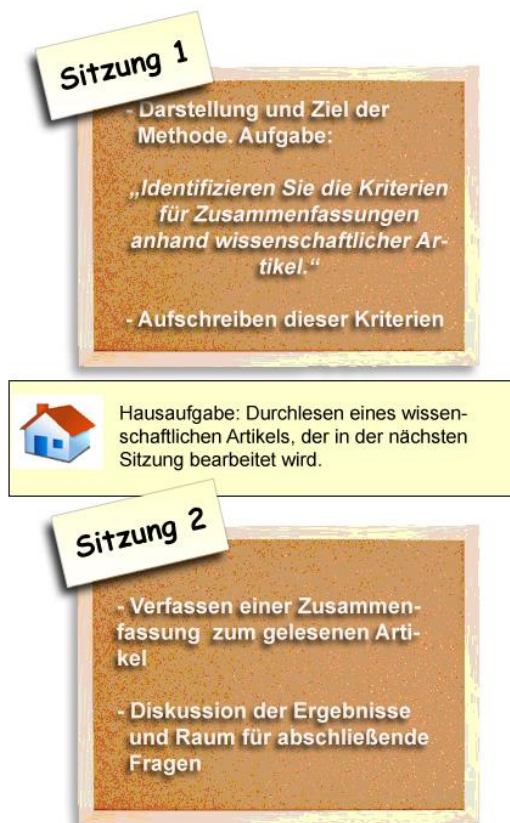 Sitzung 1
- Darstellung und Ziel der
Methode. Aufgabe:
„Identifizieren Sie die Kriterien
für Zusammenfassungen
anhand wissenschaftlicher Ar-
tikel.“
- Aufschreiben dieser Kriterien
Hausaufgabe: Durchlesen eines wissen-
schaftlichen Artikels, der in der nächsten
Sitzung bearbeitet wird.
Sitzung 2
- Verfassen einer Zusammen-
fassung zum gelesenen Arti-
kel
- Diskussion der Ergebnisse
und Raum für abschließende
Fragen